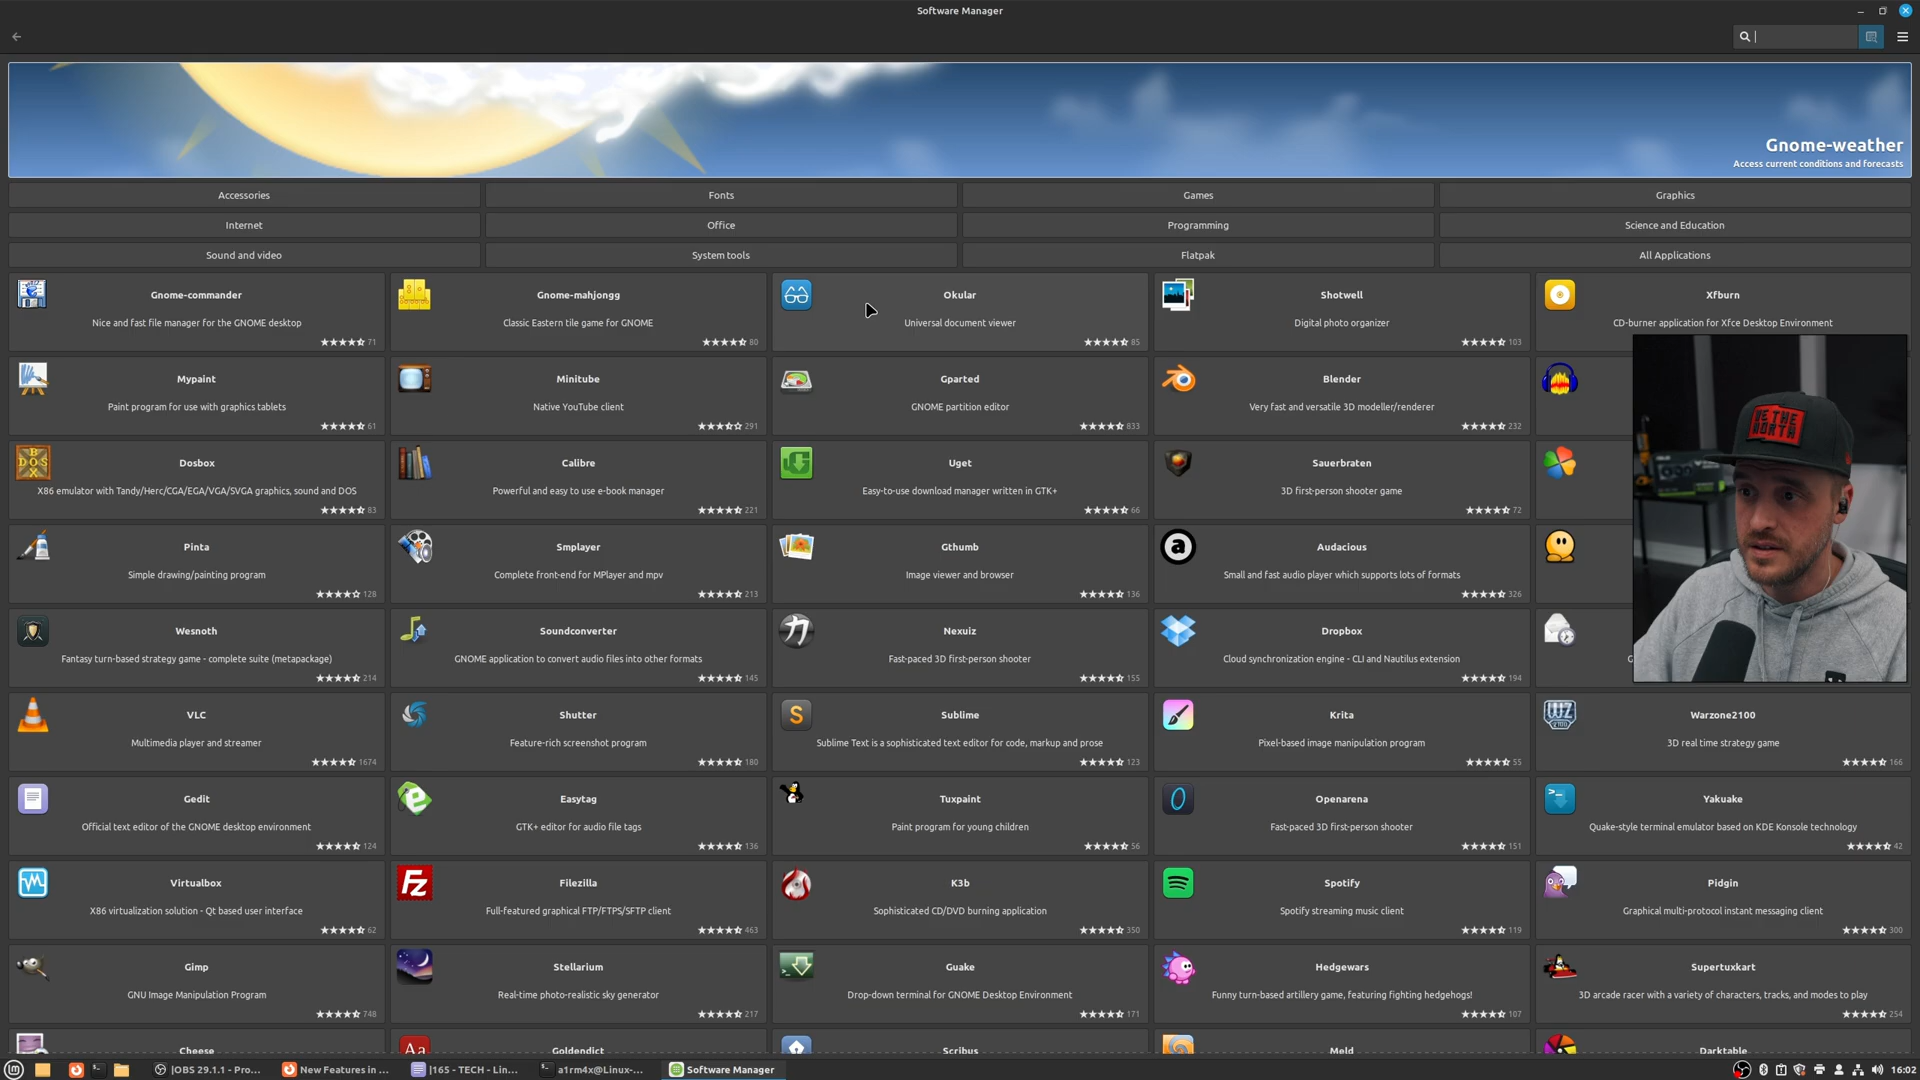 Software Manager
Gnome-weather
Access current conditions and forecasts
Accessories Fonts Games Graphics
Internet Office Programming Science and Education
Sound and video System tools Flatpak All Applications
Gnome-commander Gnome-mahjongg Okular Shotwell Xfburn
Nice and fast file manager for the GNOME desktop Classic Eastern tile game for GNOME Universal document viewer Digital photo organizer CD-burner application for Xfce Desktop Environment
71 80 85 103
Mypaint Minitube Gparted Blender
Paint program for use with graphics tablets Native YouTube client GNOME partition editor Very fast and versatile 3D modeller/renderer
61 291 833 232
DOS BOX
Dosbox Calibre Uget Sauerbraten
X86 emulator with Tandy/Herc/CGA/EGA/VGA/SVGA graphics, sound and DOS Powerful and easy to use e-book manager Easy-to-use download manager written in GTK+ 3D first-person shooter game
83 221 66 72
WE THE NORTH
Pinta Smplayer Gthumb a Audacious
Simple drawing/painting program Complete front-end for MPlayer and mpv Image viewer and browser Small and fast audio player which supports lots of formats
128 213 136 326
Wesnoth Soundconverter Nexuiz Dropbox
Fantasy turn-based strategy game - complete suite (metapackage) GNOME application to convert audio files into other formats Fast-paced 3D first-person shooter Cloud synchronization engine - CLI and Nautilus extension G
214 145 155 194
VLC Shutter S Sublime Krita WZ Warzone2100
Multimedia player and streamer Feature-rich screenshot program Sublime Text is a sophisticated text editor for code, markup and prose Pixel-based image manipulation program 3D real time strategy game
1674 180 123 55 166
Gedit e Easytag Tuxpaint Openarena Yakuake
Official text editor of the GNOME desktop environment GTK+ editor for audio file tags Paint program for young children Fast-paced 3D first-person shooter Quake-style terminal emulator based on KDE Konsole technology
124 136 56 151 42
Virtualbox Fz Filezilla K3b Spotify Pidgin
X86 virtualization solution - Qt based user interface Full-featured graphical FTP/FTPS/SFTP client Sophisticated CD/DVD burning application Spotify streaming music client Graphical multi-protocol instant messaging client
62 463 350 119 300
Gimp Stellarium Guake Hedgewars Supertuxkart
GNU Image Manipulation Program Real-time photo-realistic sky generator Drop-down terminal for GNOME Desktop Environment Funny turn-based artillery game, featuring fighting hedgehogs! 3D arcade racer with a variety of characters, tracks, and modes to play
748 217 171 107 254
Cheese Aa Goldendict Scribus Meld Darktable
|OBS 29.1.1 - Pro... New Features in ... |165 - TECH - Lin... a1rm4x@Linux-... Software Manager 16:02